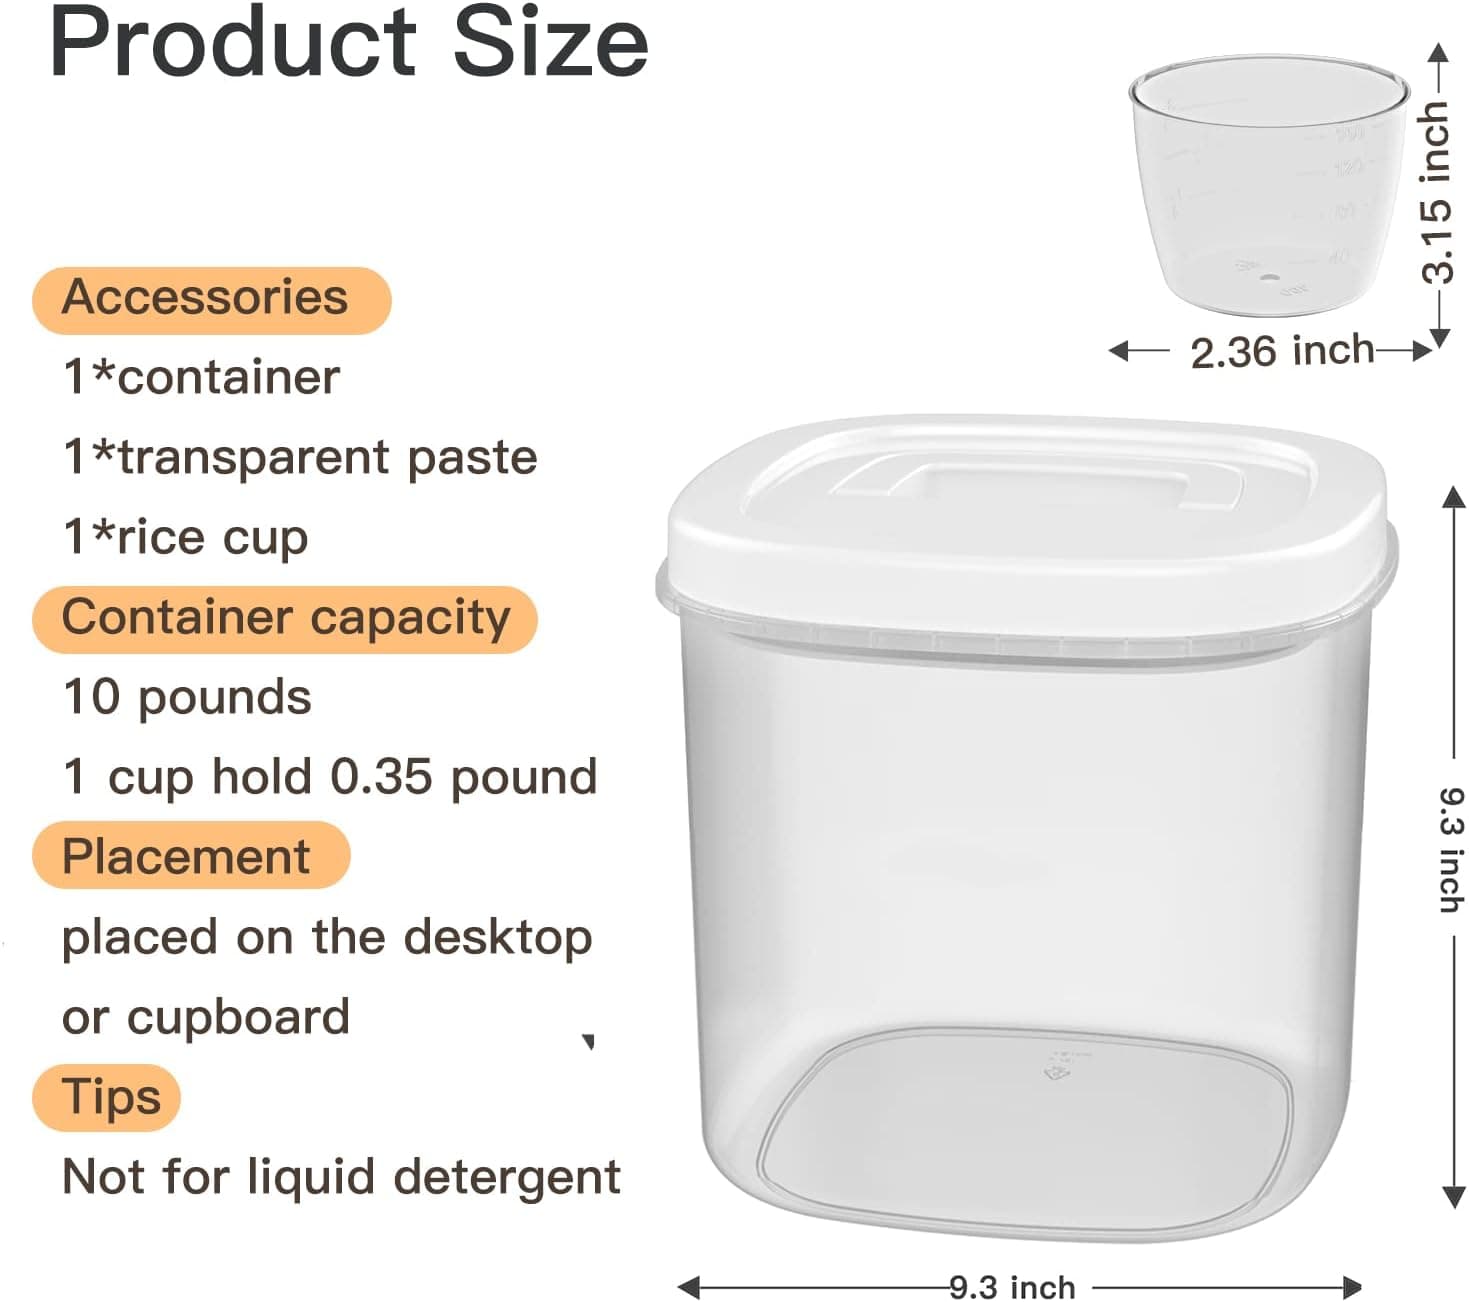 Product Size
3.15 inch
2.36 inch
Accessories
1*container
1*transparent paste
1*rice cup
Container capacity
10 pounds
1 cup hold 0.35 pound
Placement
placed on the desktop
or cupboard
Tips
Not for liquid detergent
9.3 inch
9.3 inch
120
40